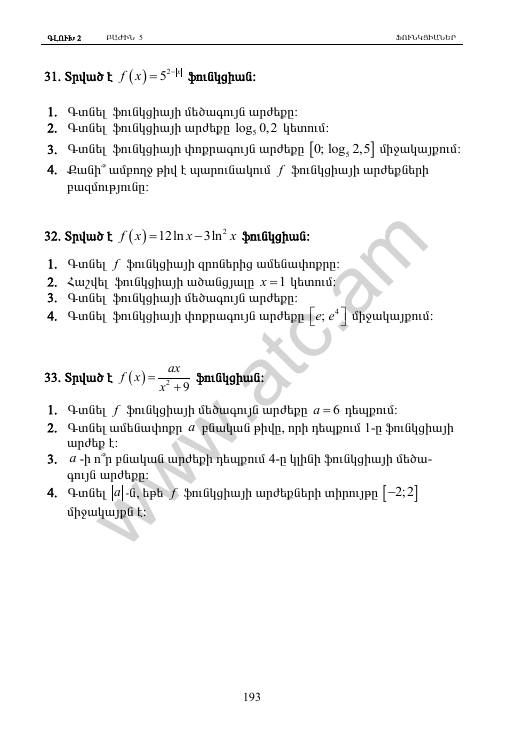 ԳԼՈՒԽ 2 ԲԱԺԻՆ 5 ՖՈՒՆԿՑԻԱՆԵՐ
31. Տրված է f(x)=5^{2−|x|} ֆունկցիան:
1. Գտնել ֆունկցիայի մեծագույն արժեքը:
2. Գտնել ֆունկցիայի արժեքը log₅ 0,2 կետում:
3. Գտնել ֆունկցիայի փոքրագույն արժեքը [0; log₅ 2,5] միջակայքում:
4. Քանի՞ ամբողջ թիվ է պարունակում f ֆունկցիայի արժեքների
բազմությունը:
32. Տրված է f(x)=12ln x−3ln² x ֆունկցիան:
1. Գտնել f ֆունկցիայի զրոներից ամենափոքրը:
2. Հաշվել ֆունկցիայի ածանցյալը x=1 կետում:
3. Գտնել ֆունկցիայի մեծագույն արժեքը:
4. Գտնել ֆունկցիայի փոքրագույն արժեքը [e; e⁴] միջակայքում:
33. Տրված է f(x)=ax/(x²+9) ֆունկցիան:
1. Գտնել f ֆունկցիայի մեծագույն արժեքը a=6 դեպքում:
2. Գտնել ամենափոքր a բնական թիվը, որի դեպքում 1-ը ֆունկցիայի
արժեք է:
3. a-ի ո՞ր բնական արժեքի դեպքում 4-ը կլինի ֆունկցիայի մեծա-
գույն արժեքը:
4. Գտնել |a|-ն, եթե f ֆունկցիայի արժեքների տիրույթը [−2;2]
միջակայքն է:
www.atc.am
193